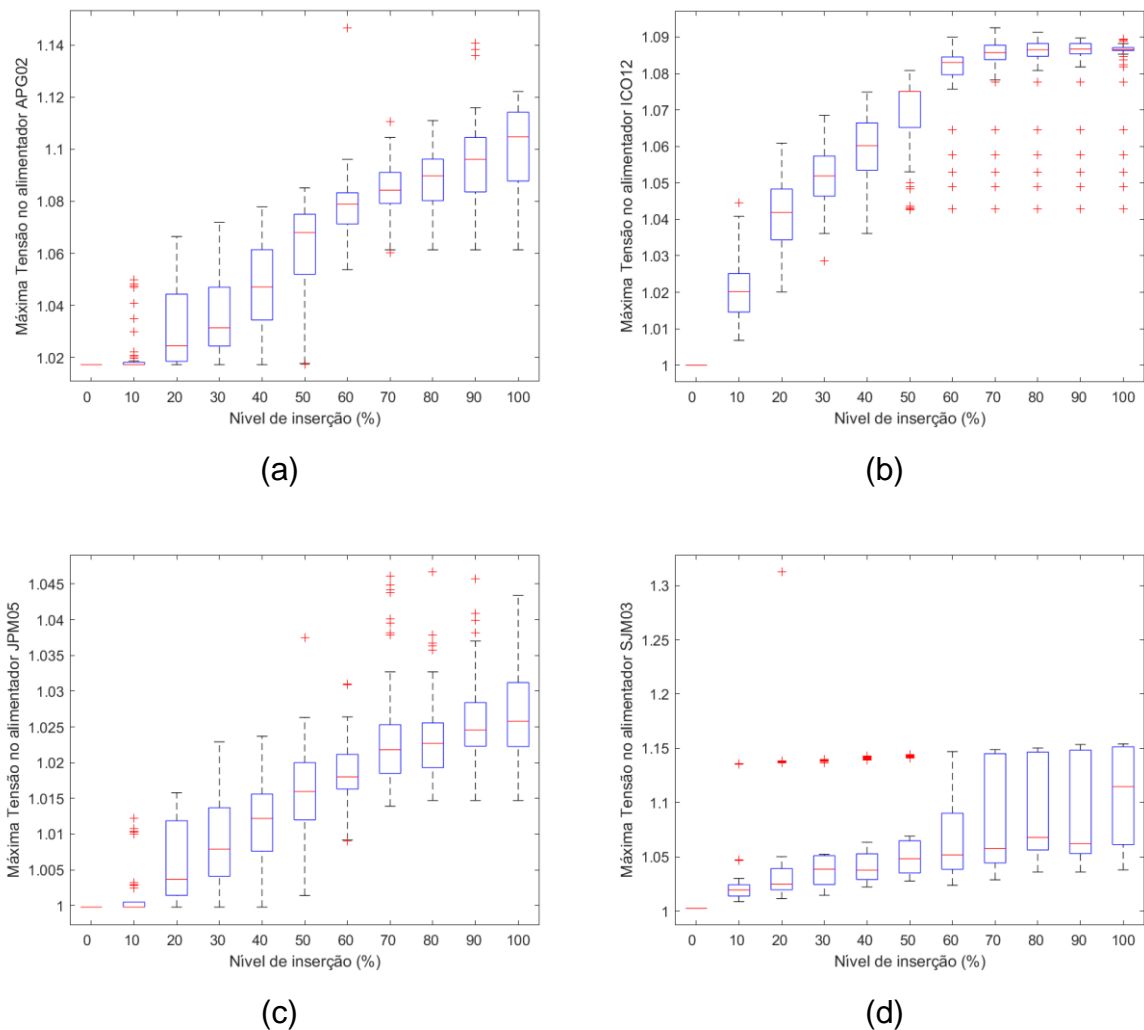 Máxima Tensão no alimentador APG02
1.14
1.12
1.1
1.08
1.06
1.04
1.02
0 10 20 30 40 50 60 70 80 90 100
Nível de inserção (%)
(a)
Máxima Tensão no alimentador ICO12
1.09
1.08
1.07
1.06
1.05
1.04
1.03
1.02
1.01
1
0 10 20 30 40 50 60 70 80 90 100
Nível de inserção (%)
(b)
Máxima Tensão no alimentador JPM05
1.045
1.04
1.035
1.03
1.025
1.02
1.015
1.01
1.005
1
0 10 20 30 40 50 60 70 80 90 100
Nível de inserção (%)
(c)
Máxima Tensão no alimentador SJM03
1.3
1.25
1.2
1.15
1.1
1.05
1
0 10 20 30 40 50 60 70 80 90 100
Nível de inserção (%)
(d)